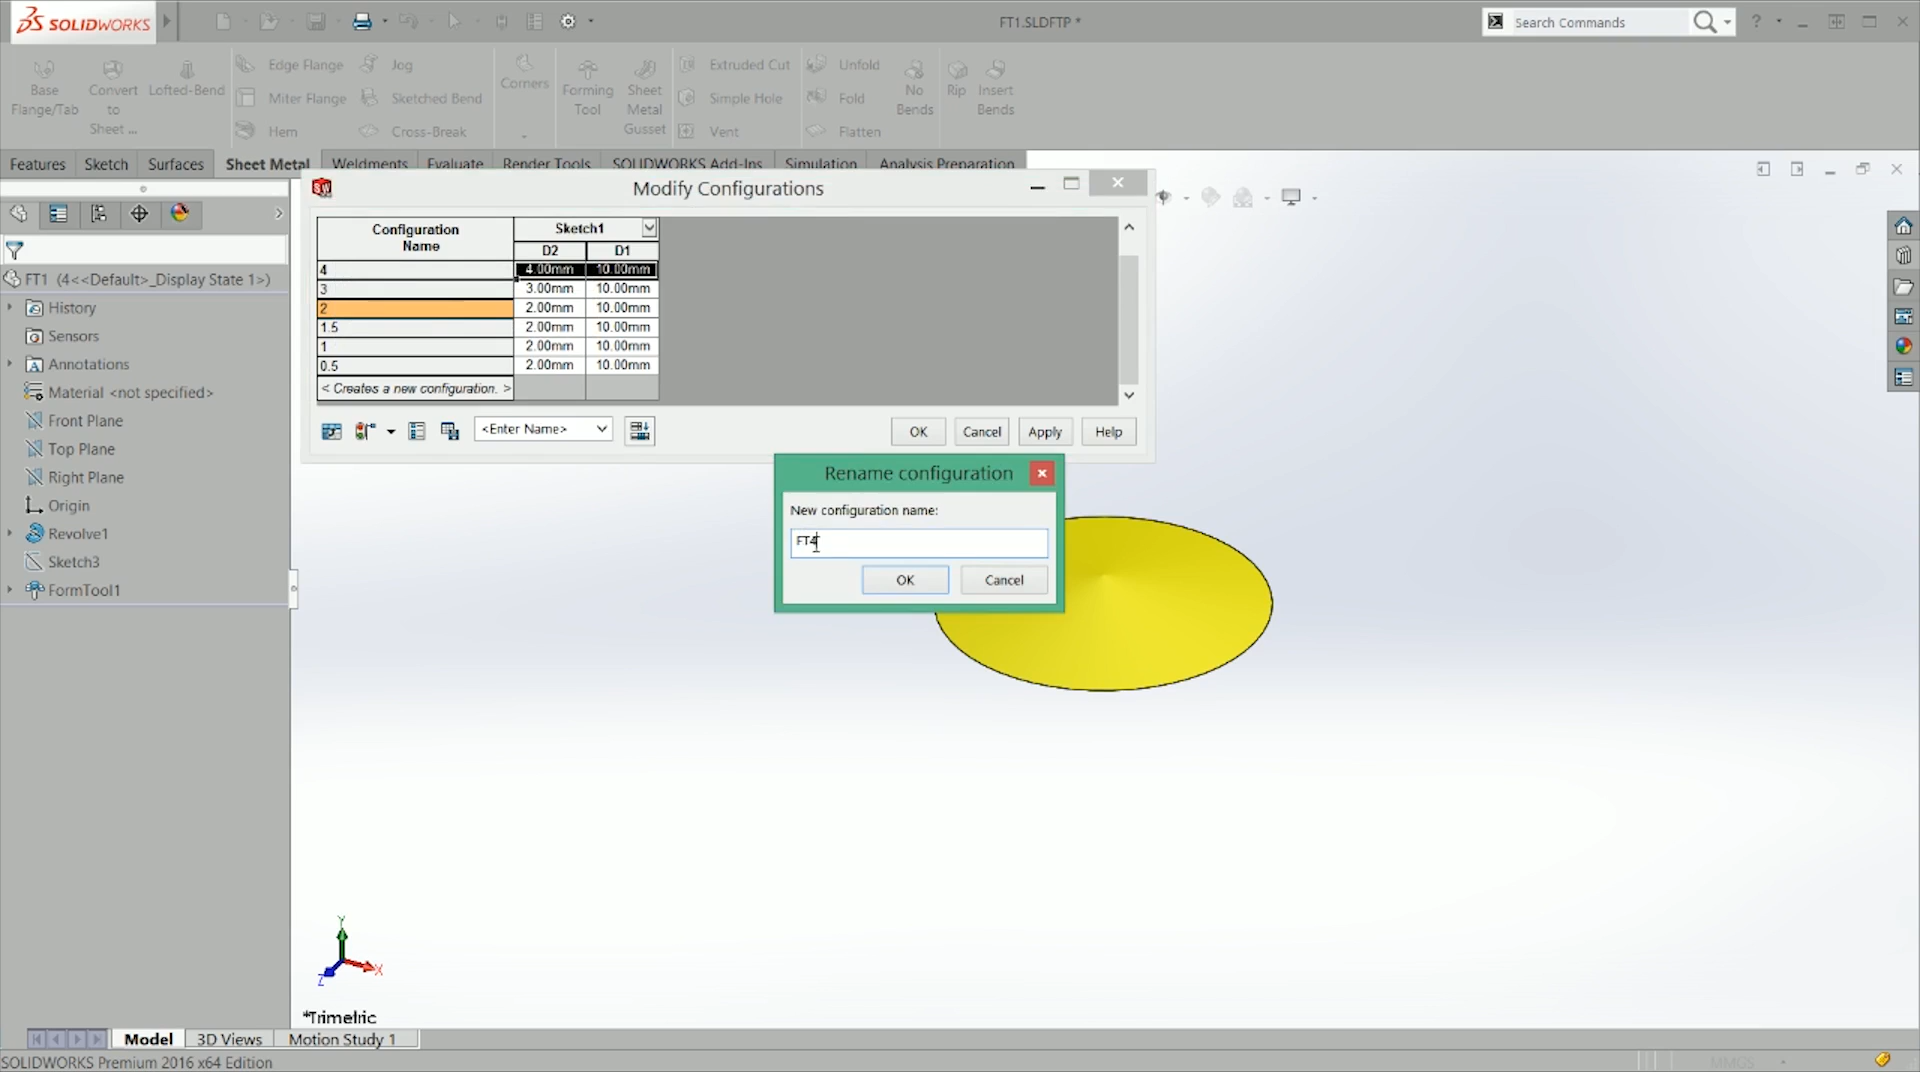 SOLIDWORKS
FT1.SLDFTP *
Search Commands
?
Base Flange/Tab
Convert to Sheet ...
Lofted-Bend
Edge Flange
Miter Flange
Hem
Jog
Sketched Bend
Cross-Break
Corners
Forming Tool
Sheet Metal Gusset
Extruded Cut
Simple Hole
Vent
Unfold
Fold
Flatten
No Bends
Rip
Insert Bends
Features
Sketch
Surfaces
Sheet Metal
Weldments
Evaluate
Render Tools
SOLIDWORKS Add-Ins
Simulation
Analysis Preparation
FT1 (4<<Default>_Display State 1>)
History
Sensors
Annotations
Material <not specified>
Front Plane
Top Plane
Right Plane
Origin
Revolve1
Sketch3
FormTool1
Modify Configurations
Configuration Name Sketch1
D2 D1
4 4.00mm 10.00mm
3 3.00mm 10.00mm
2 2.00mm 10.00mm
1.5 2.00mm 10.00mm
1 2.00mm 10.00mm
0.5 2.00mm 10.00mm
< Creates a new configuration. >
<Enter Name>
OK Cancel Apply Help
Rename configuration
New configuration name:
FT4
OK Cancel
Y
X
Z
*Trimetric
Model 3D Views Motion Study 1
SOLIDWORKS Premium 2016 x64 Edition
MMGS